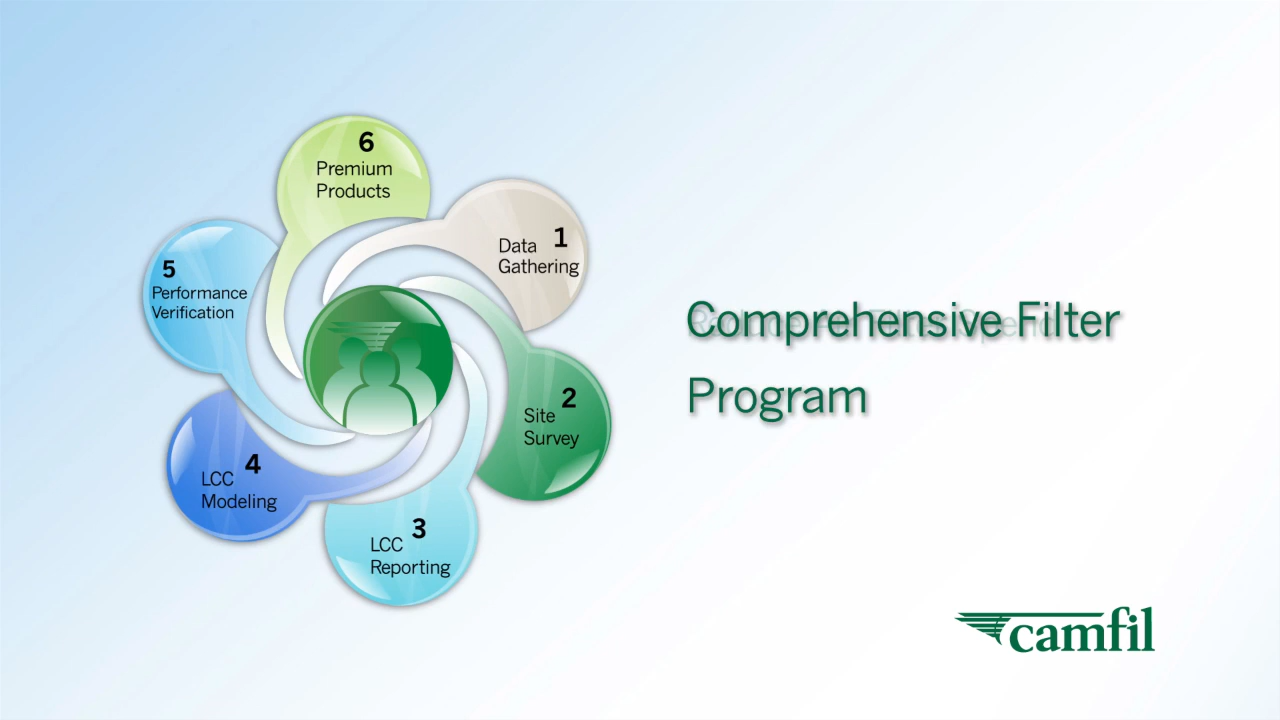 6
Premium
Products
1
Data
Gathering
2
Site
Survey
3
LCC
Reporting
4
LCC
Modeling
5
Performance
Verification
Comprehensive Filter
Program
camfil